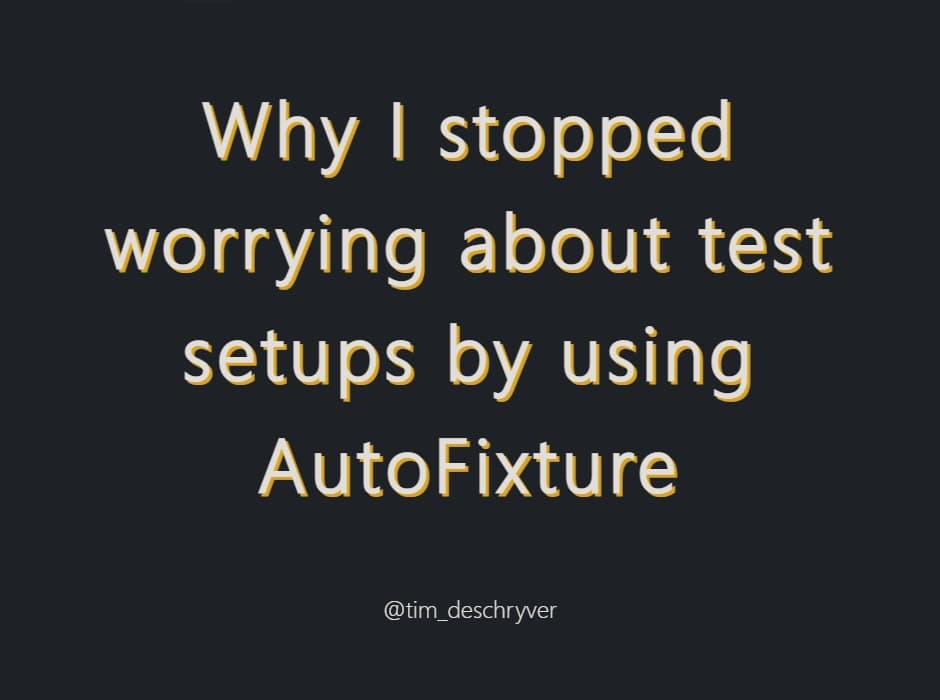 Why I stopped
worrying about test
setups by using
AutoFixture
@tim_deschryver